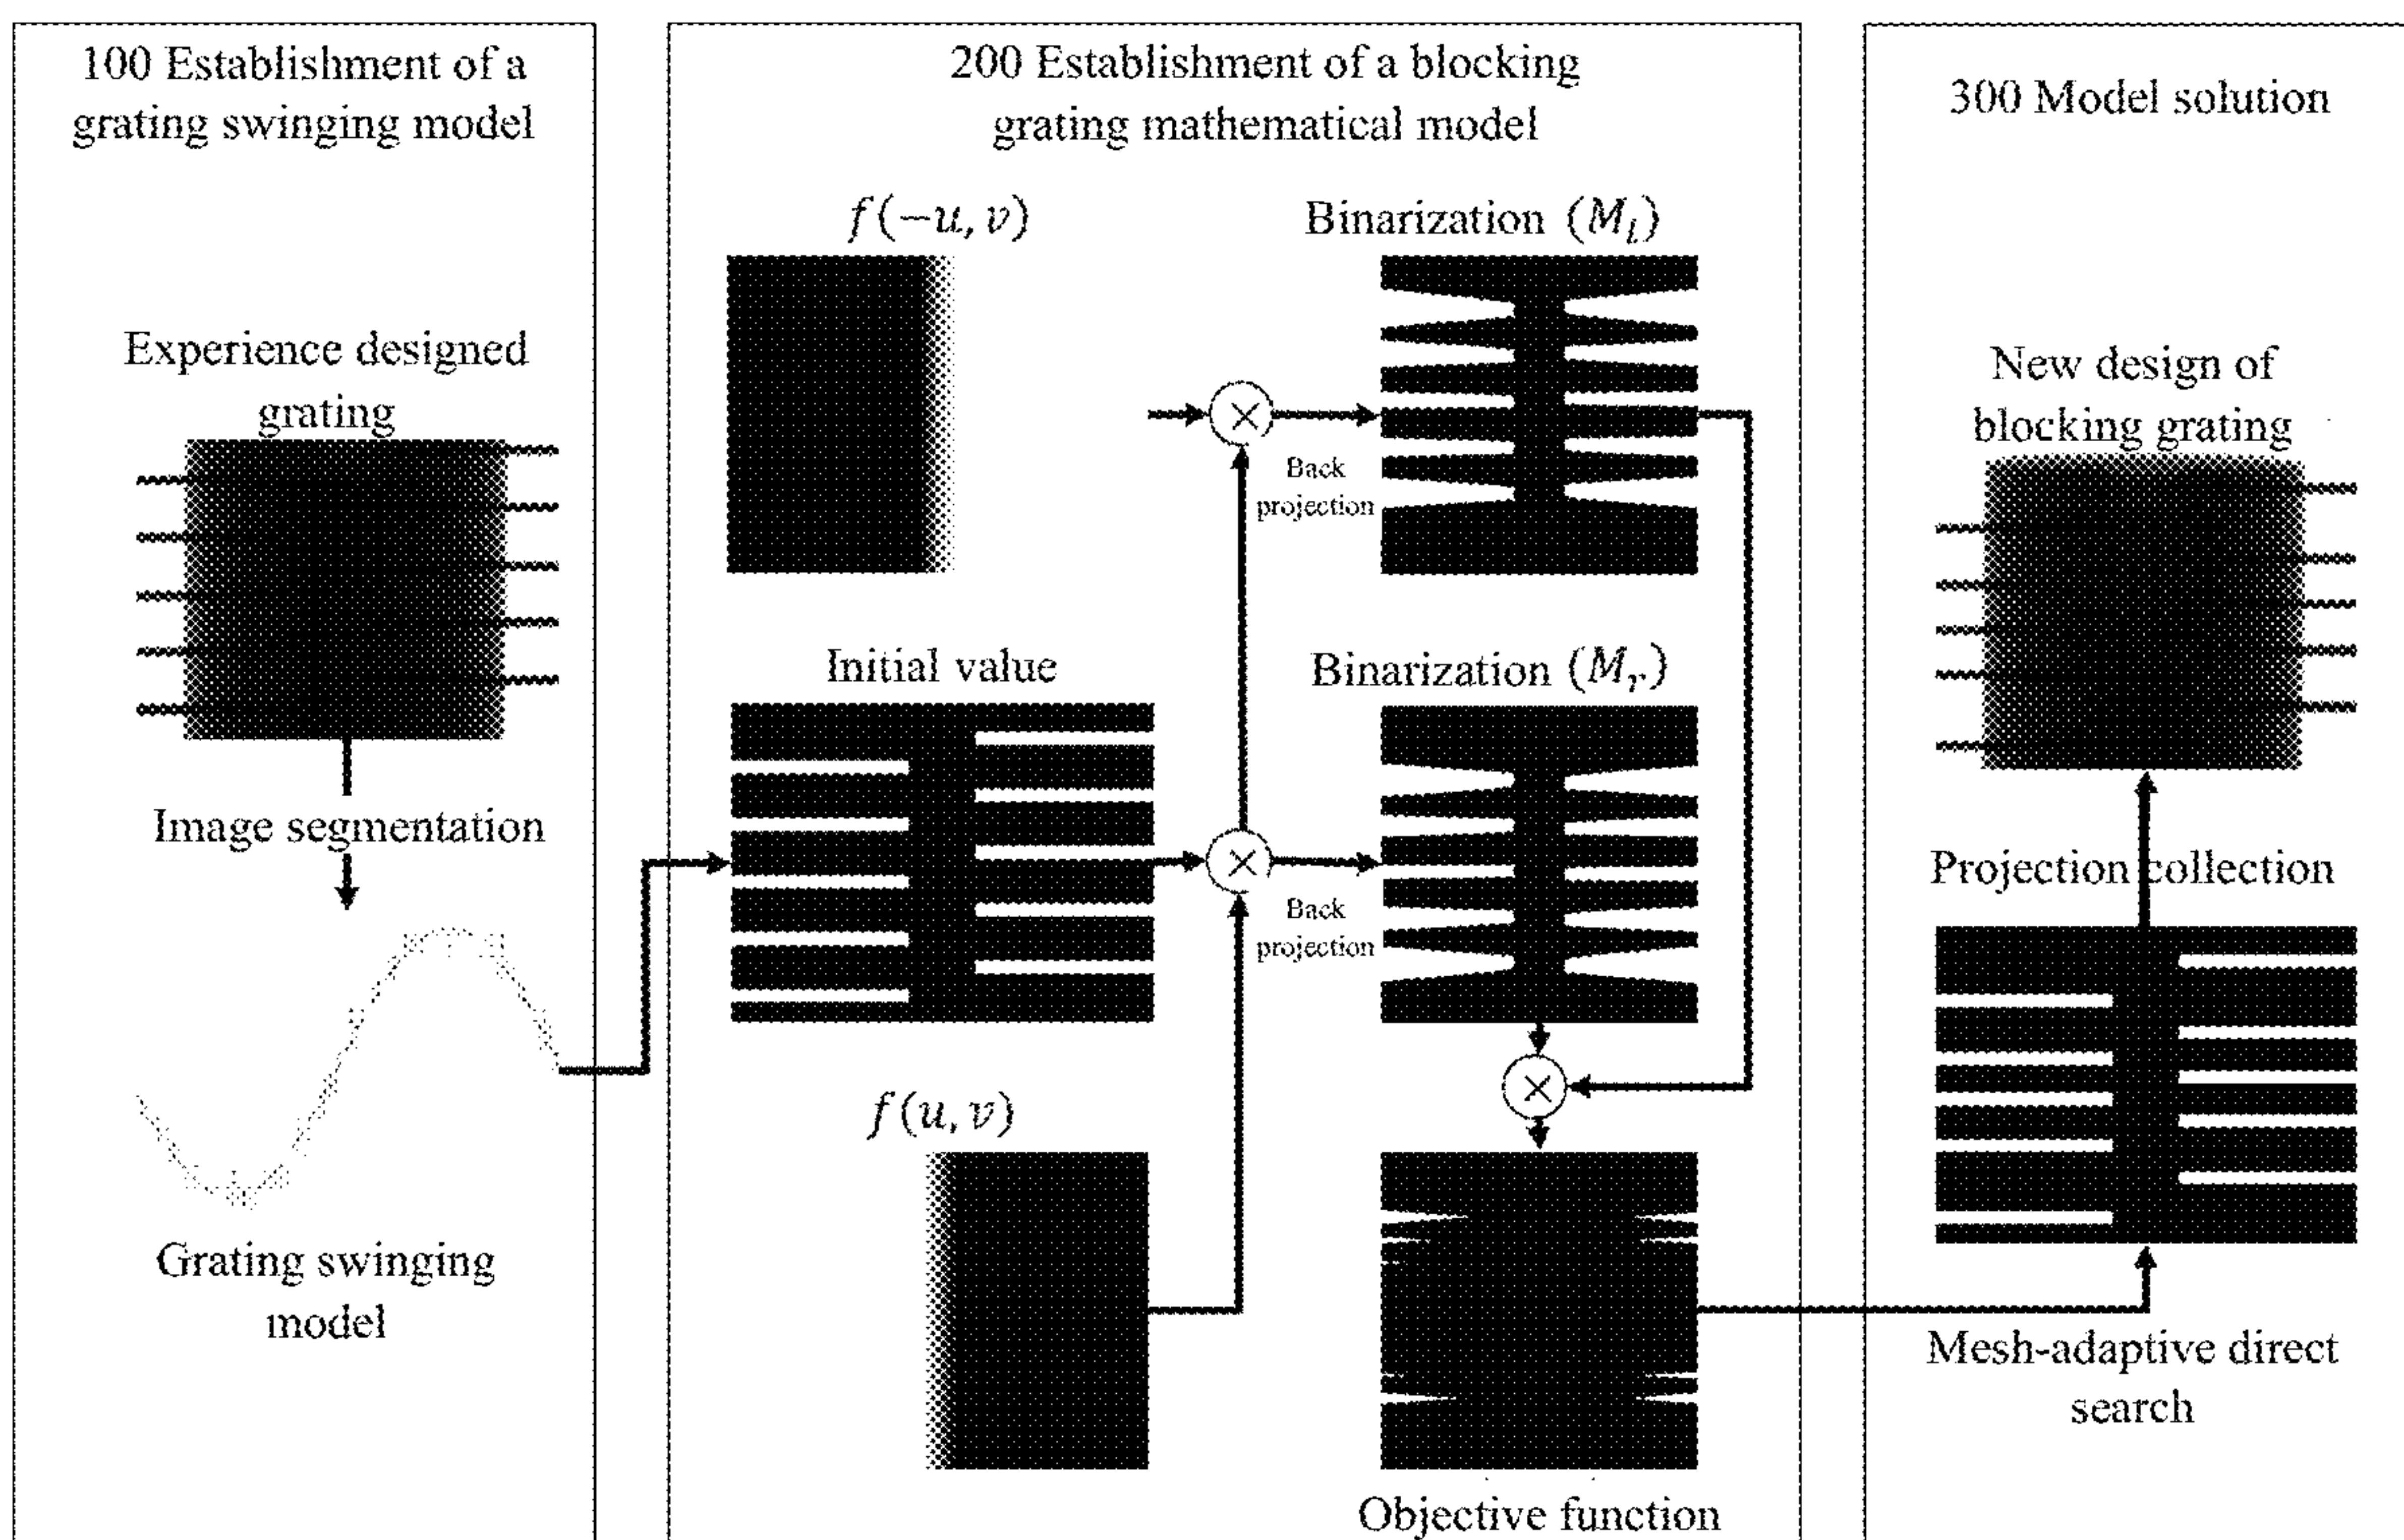 100 Establishment of a
grating swinging model
Experience designed
grating
Image segmentation
Grating swinging
model
200 Establishment of a blocking
grating mathematical model
f(−u, v)
Binarization (M_l)
×
Back
projection
Initial value
Binarization (M_r)
×
Back
projection
×
f(u, v)
Objective function
300 Model solution
New design of
blocking grating
Projection collection
Mesh-adaptive direct
search